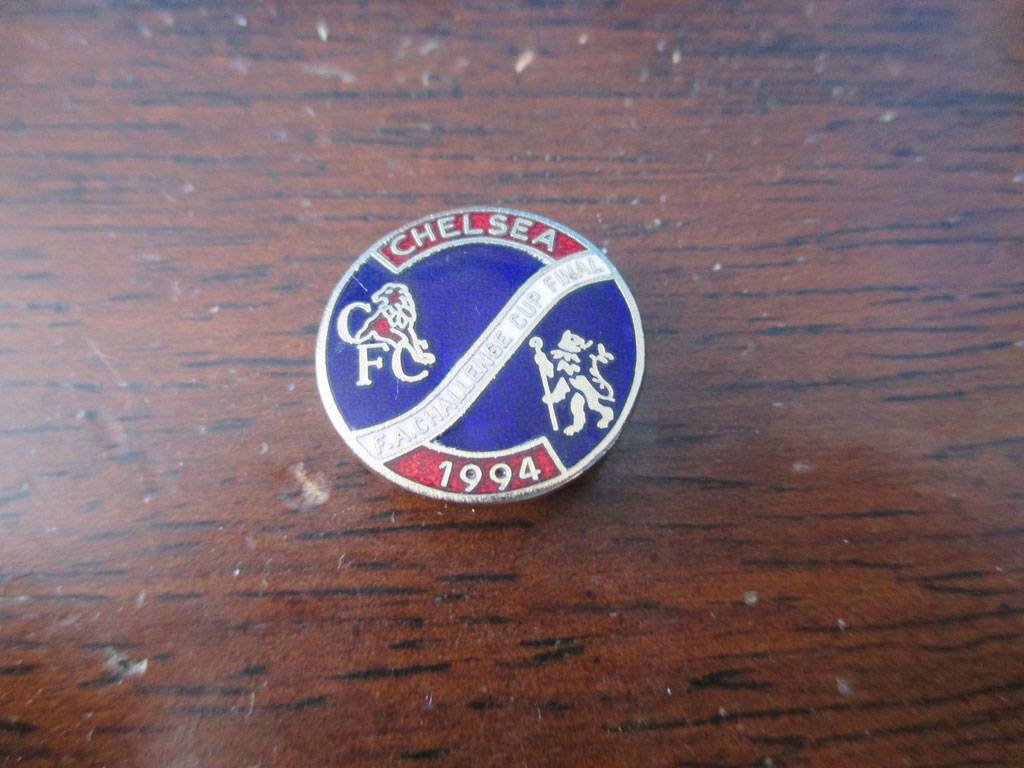 CHELSEA
CFC
F.A. CHALLENGE CUP FINAL
1994